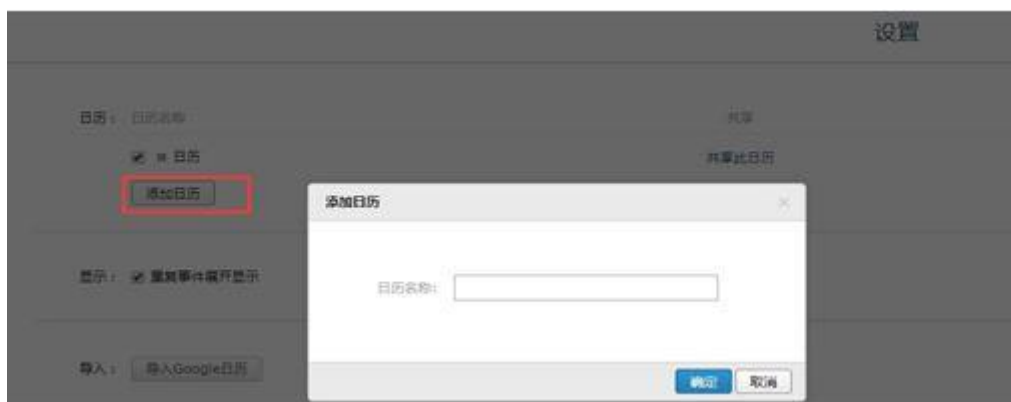 设置
日历： 日历名称 共享
日历 共享此日历
添加日历
添加日历
显示： 重复事件展开显示
日历名称:
导入： 导入Google日历
确定 取消